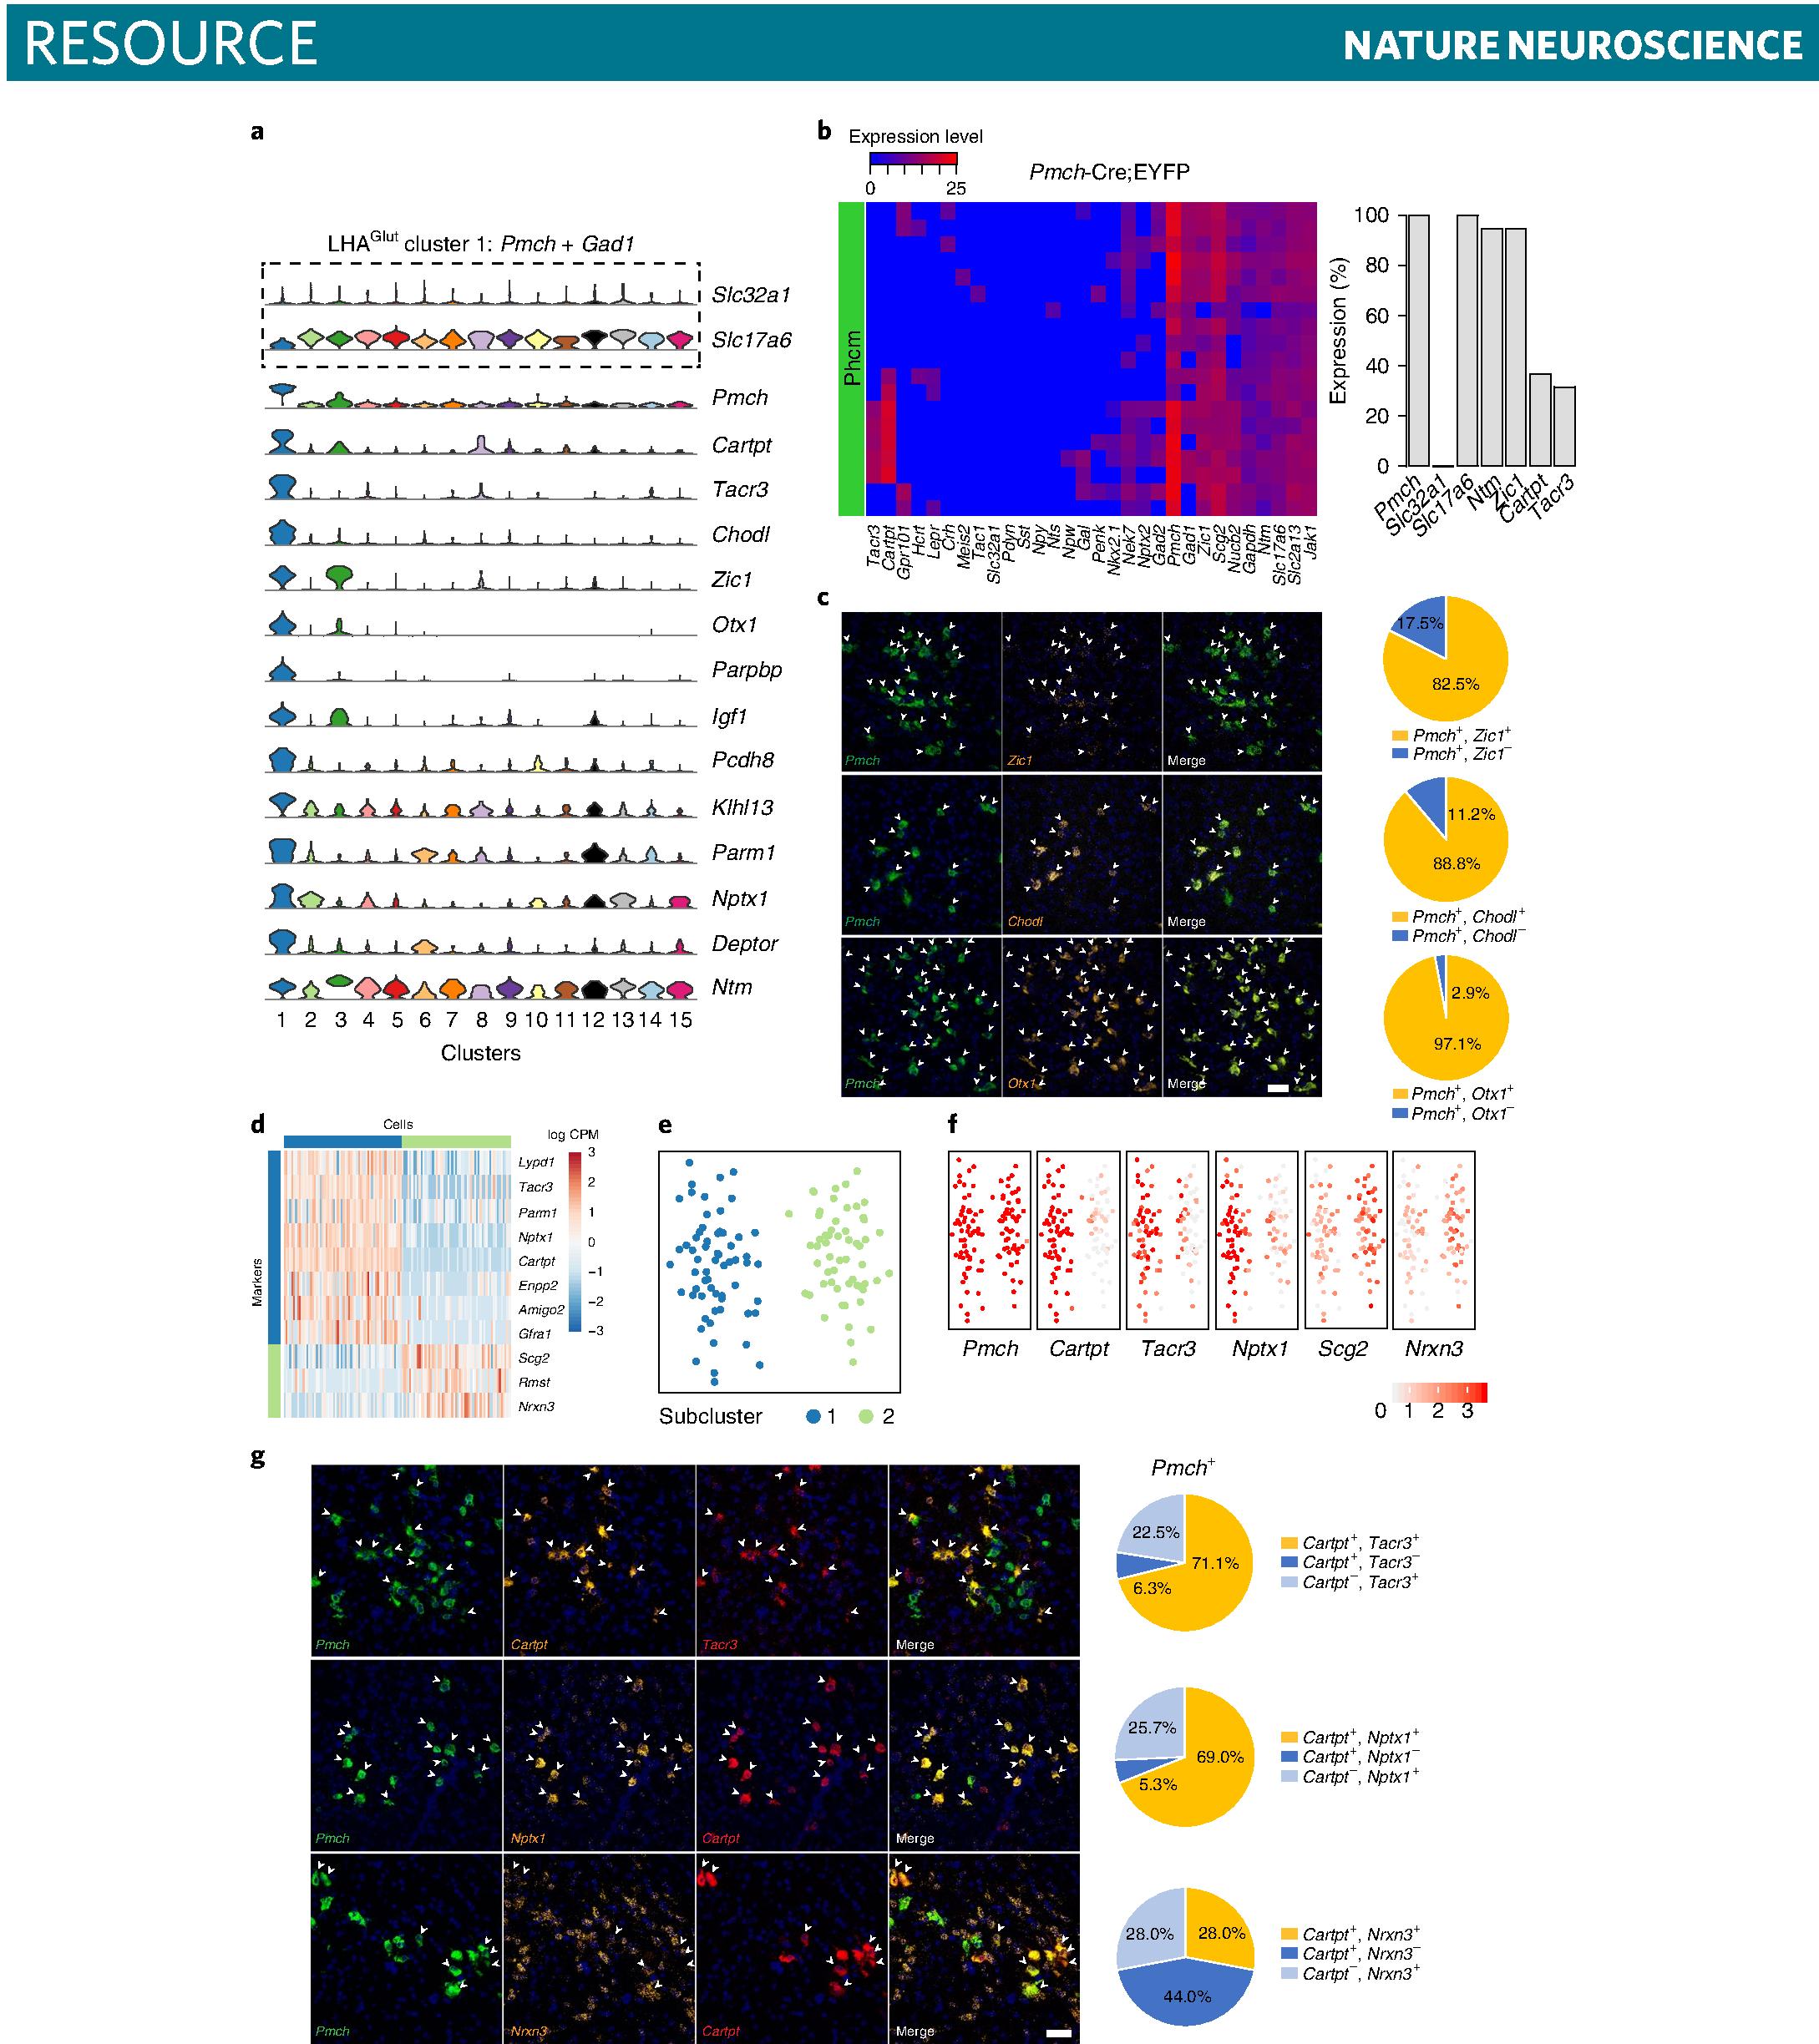 RESOURCE
NATURE NEUROSCIENCE
a
LHAGlut cluster 1: Pmch + Gad1
Slc32a1
Slc17a6
Pmch
Cartpt
Tacr3
Chodl
Zic1
Otx1
Parpbp
Igf1
Pcdh8
Klhl13
Parm1
Nptx1
Deptor
Ntm
1 2 3 4 5 6 7 8 9 10 11 12 13 14 15
Clusters
b
Expression level
0 25
Pmch-Cre;EYFP
Phcm
Tacr3
Cartpt
Gpr101
Hcrt
Lepr
Crh
Meis2
Tac1
Slc32a1
Pdyn
Sst
Npy
Nts
Npw
Gal
Penk
Nkx2.1
Nek7
Nptx2
Gad2
Pmch
Gad1
Zic1
Scg2
Nucb2
Gapdh
Ntm
Slc17a6
Slc2a13
Jak1
Expression (%)
100
80
60
40
20
0
Pmch
Slc32a1
Slc17a6
Ntm
Zic1
Cartpt
Tacr3
c
Pmch
Zic1
Merge
17.5%
82.5%
Pmch+, Zic1+
Pmch+, Zic1−
Pmch
Chodl
Merge
11.2%
88.8%
Pmch+, Chodl+
Pmch+, Chodl−
Pmch
Otx1
Merge
2.9%
97.1%
Pmch+, Otx1+
Pmch+, Otx1−
d
Cells
log CPM
3
2
1
0
−1
−2
−3
Markers
Lypd1
Tacr3
Parm1
Nptx1
Cartpt
Enpp2
Amigo2
Gfra1
Scg2
Rmst
Nrxn3
e
Subcluster 1 2
f
Pmch
Cartpt
Tacr3
Nptx1
Scg2
Nrxn3
0 1 2 3
g
Pmch
Cartpt
Tacr3
Merge
Pmch+
22.5%
71.1%
6.3%
Cartpt+, Tacr3+
Cartpt+, Tacr3−
Cartpt−, Tacr3+
Pmch
Nptx1
Cartpt
Merge
25.7%
69.0%
5.3%
Cartpt+, Nptx1+
Cartpt+, Nptx1−
Cartpt−, Nptx1+
Pmch
Nrxn3
Cartpt
Merge
28.0%
28.0%
44.0%
Cartpt+, Nrxn3+
Cartpt+, Nrxn3−
Cartpt−, Nrxn3+